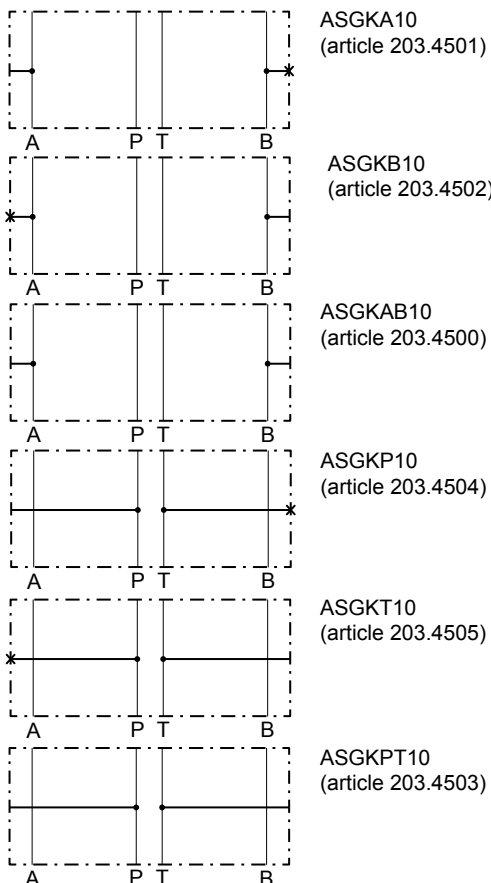 ASGKA10
(article 203.4501)
A P T B
ASGKB10
(article 203.4502)
A P T B
ASGKAB10
(article 203.4500)
A P T B
ASGKP10
(article 203.4504)
A P T B
ASGKT10
(article 203.4505)
A P T B
ASGKPT10
(article 203.4503)
A P T B